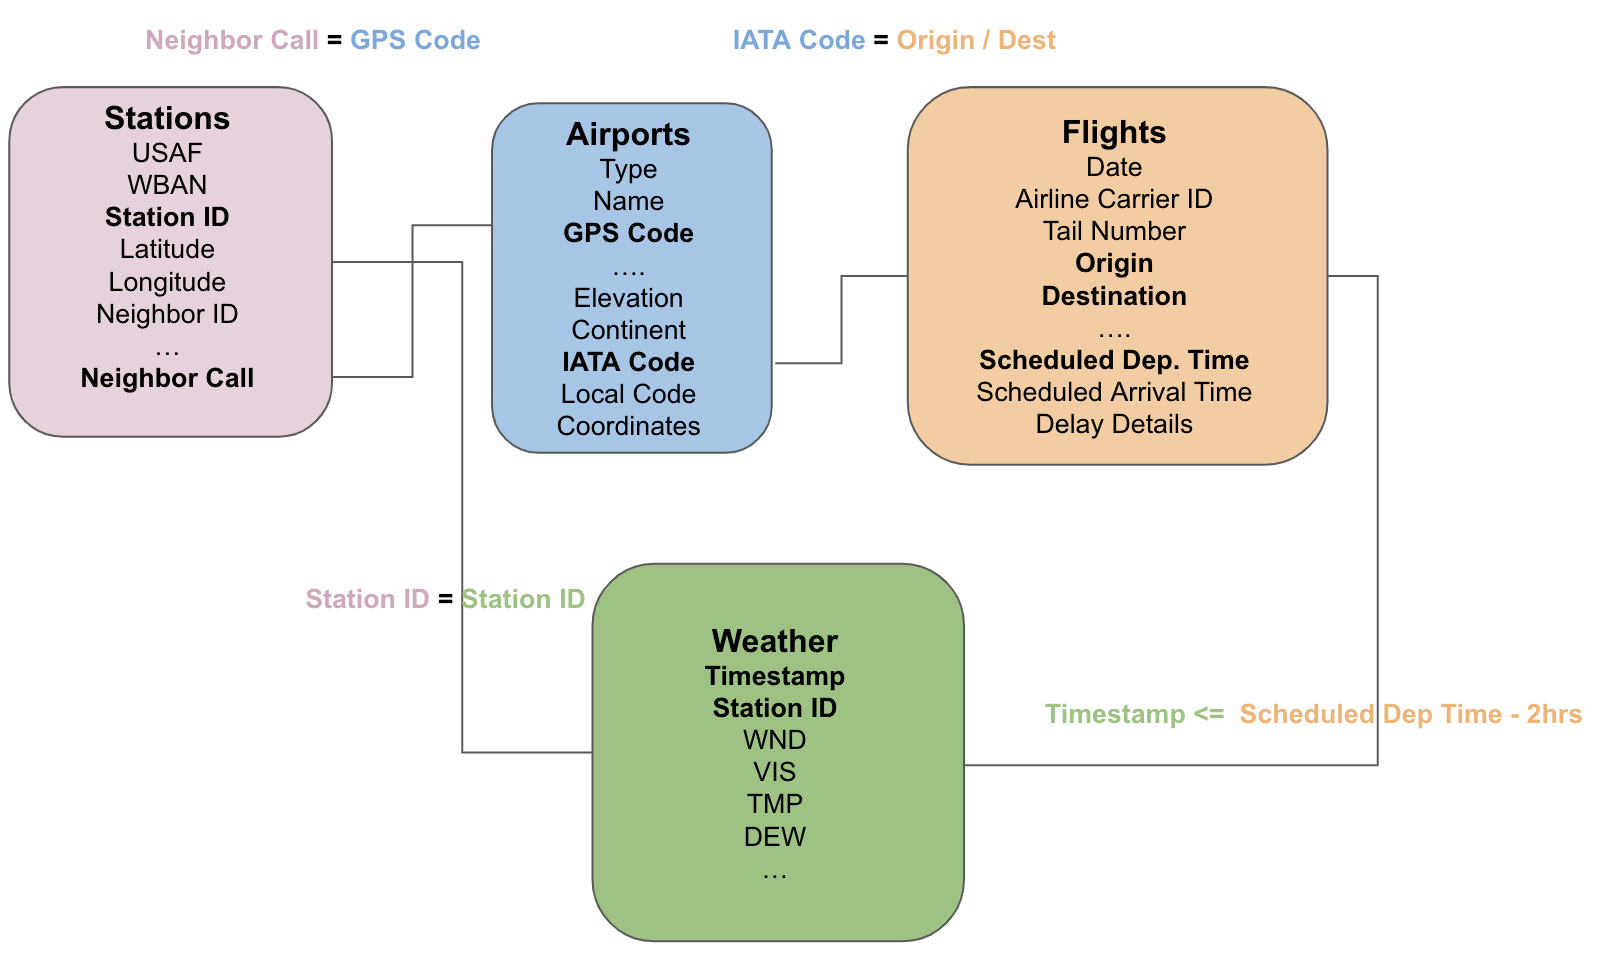 Neighbor Call = GPS Code
IATA Code = Origin / Dest
Stations
USAF
WBAN
Station ID
Latitude
Longitude
Neighbor ID
…
Neighbor Call
Airports
Type
Name
GPS Code
....
Elevation
Continent
IATA Code
Local Code
Coordinates
Flights
Date
Airline Carrier ID
Tail Number
Origin
Destination
....
Scheduled Dep. Time
Scheduled Arrival Time
Delay Details
Station ID = Station ID
Weather
Timestamp
Station ID
WND
VIS
TMP
DEW
…
Timestamp <= Scheduled Dep Time - 2hrs